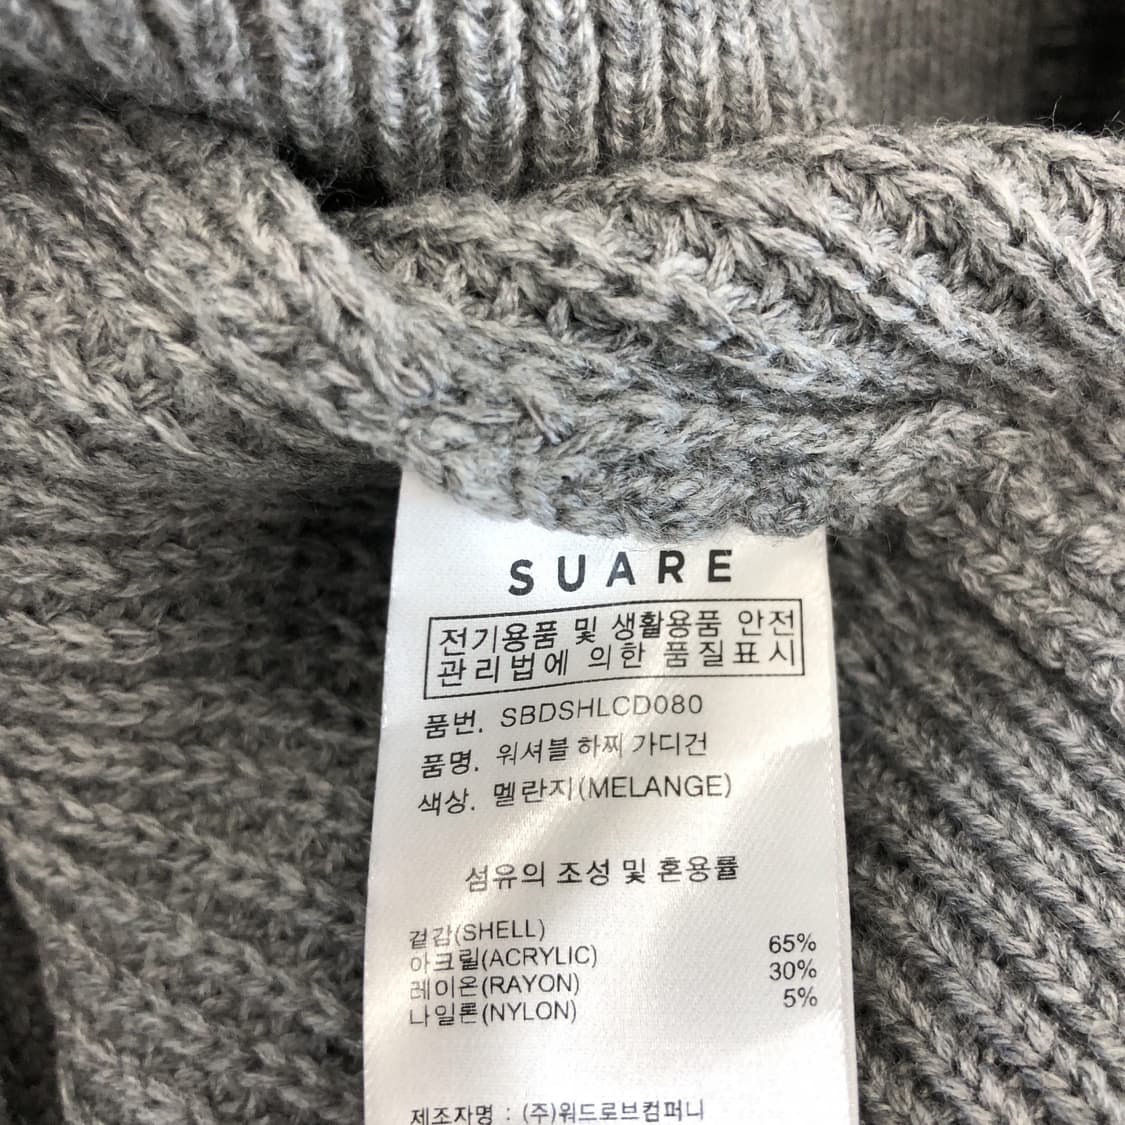 SUARE
전기용품 및 생활용품 안전
관리법에 의한 품질표시
품번. SBDSHLCD080
품명. 워셔블 하찌 가디건
색상. 멜란지(MELANGE)
섬유의 조성 및 혼용률
겉감(SHELL)
아크릴(ACRYLIC) 65%
레이온(RAYON) 30%
나일론(NYLON) 5%
제조자명 : (주)워드로브컴퍼니